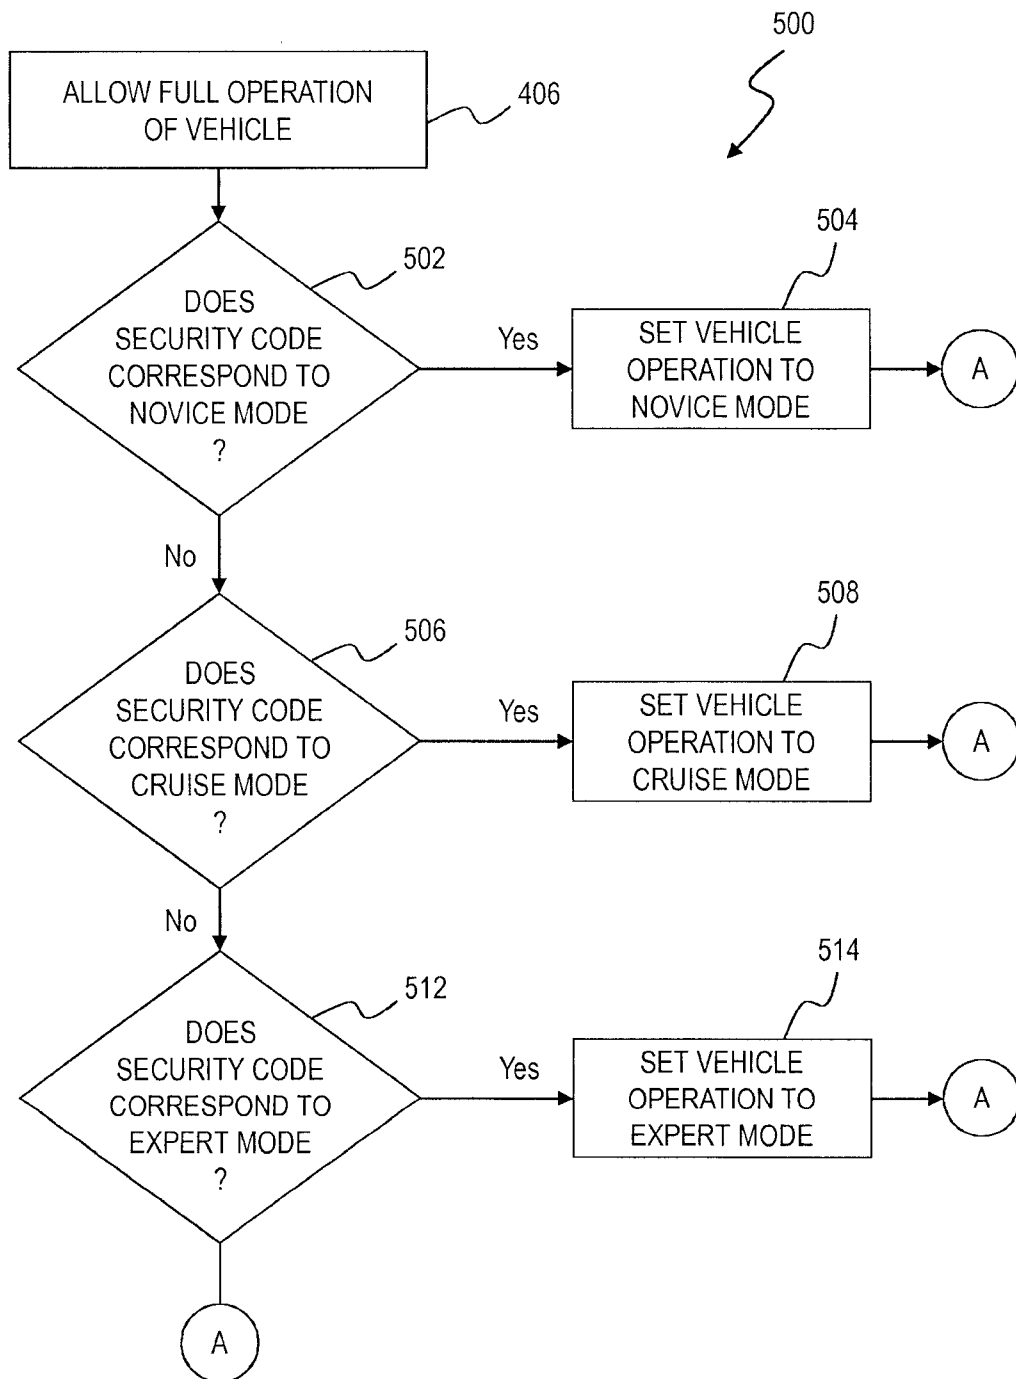 500
ALLOW FULL OPERATION
OF VEHICLE
406
502
DOES
SECURITY CODE
CORRESPOND TO
NOVICE MODE
?
Yes
504
SET VEHICLE
OPERATION TO
NOVICE MODE
A
No
506
DOES
SECURITY CODE
CORRESPOND TO
CRUISE MODE
?
Yes
508
SET VEHICLE
OPERATION TO
CRUISE MODE
A
No
512
DOES
SECURITY CODE
CORRESPOND TO
EXPERT MODE
?
Yes
514
SET VEHICLE
OPERATION TO
EXPERT MODE
A
A